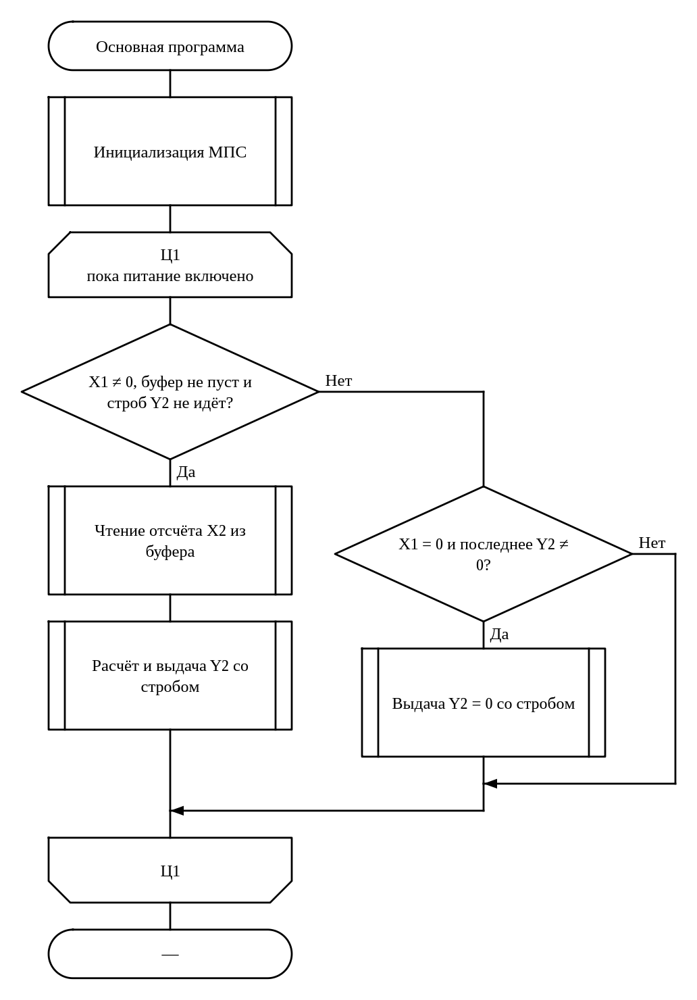 Основная программа
Инициализация МПС
Ц1
пока питание включено
X1 ≠ 0, буфер не пуст и
строб Y2 не идёт?
Нет
Да
Чтение отсчёта X2 из
буфера
X1 = 0 и последнее Y2 ≠
0?
Нет
Да
Расчёт и выдача Y2 со
стробом
Выдача Y2 = 0 со стробом
Ц1
—